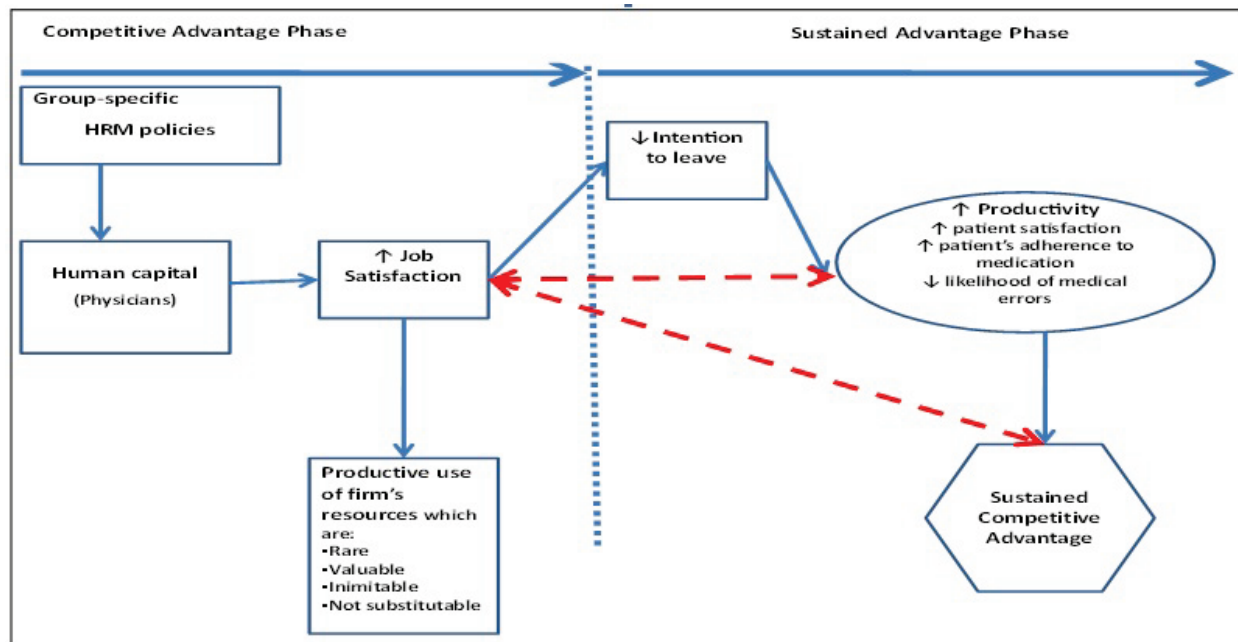 Competitive Advantage Phase
Sustained Advantage Phase
Group-specific
HRM policies
↓ Intention
to leave
↑ Productivity
↑ patient satisfaction
↑ patient's adherence to
medication
↓ likelihood of medical
errors
Human capital
(Physicians)
↑ Job
Satisfaction
Productive use
of firm's
resources which
are:
▪Rare
▪Valuable
▪Inimitable
▪Not substitutable
Sustained
Competitive
Advantage